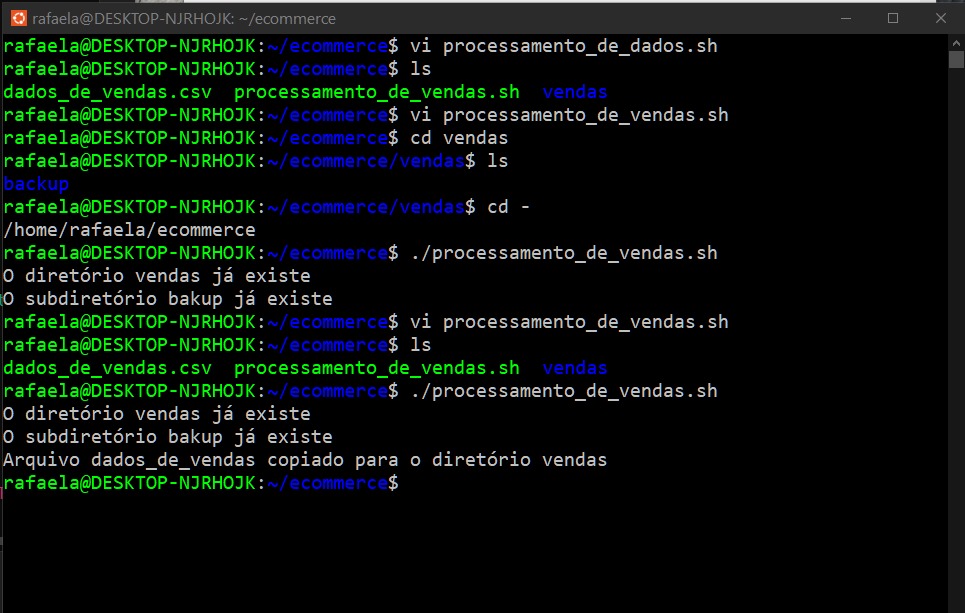 rafaela@DESKTOP-NJRHOJK: ~/ecommerce
rafaela@DESKTOP-NJRHOJK:~/ecommerce$ vi processamento_de_dados.sh
rafaela@DESKTOP-NJRHOJK:~/ecommerce$ ls
dados_de_vendas.csv  processamento_de_vendas.sh  vendas
rafaela@DESKTOP-NJRHOJK:~/ecommerce$ vi processamento_de_vendas.sh
rafaela@DESKTOP-NJRHOJK:~/ecommerce$ cd vendas
rafaela@DESKTOP-NJRHOJK:~/ecommerce/vendas$ ls
backup
rafaela@DESKTOP-NJRHOJK:~/ecommerce/vendas$ cd -
/home/rafaela/ecommerce
rafaela@DESKTOP-NJRHOJK:~/ecommerce$ ./processamento_de_vendas.sh
O diretório vendas já existe
O subdiretório bakup já existe
rafaela@DESKTOP-NJRHOJK:~/ecommerce$ vi processamento_de_vendas.sh
rafaela@DESKTOP-NJRHOJK:~/ecommerce$ ls
dados_de_vendas.csv  processamento_de_vendas.sh  vendas
rafaela@DESKTOP-NJRHOJK:~/ecommerce$ ./processamento_de_vendas.sh
O diretório vendas já existe
O subdiretório bakup já existe
Arquivo dados_de_vendas copiado para o diretório vendas
rafaela@DESKTOP-NJRHOJK:~/ecommerce$